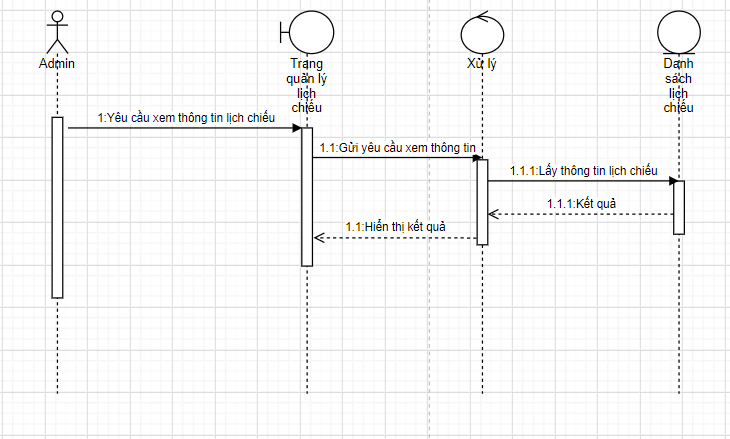 Admin
Trang
quản lý
lịch
chiếu
Xử lý
Danh
sách
lịch
chiếu
1:Yêu cầu xem thông tin lịch chiếu
1.1:Gửi yêu cầu xem thông tin
1.1.1:Lấy thông tin lịch chiếu
1.1.1:Kết quả
1.1:Hiển thị kết quả